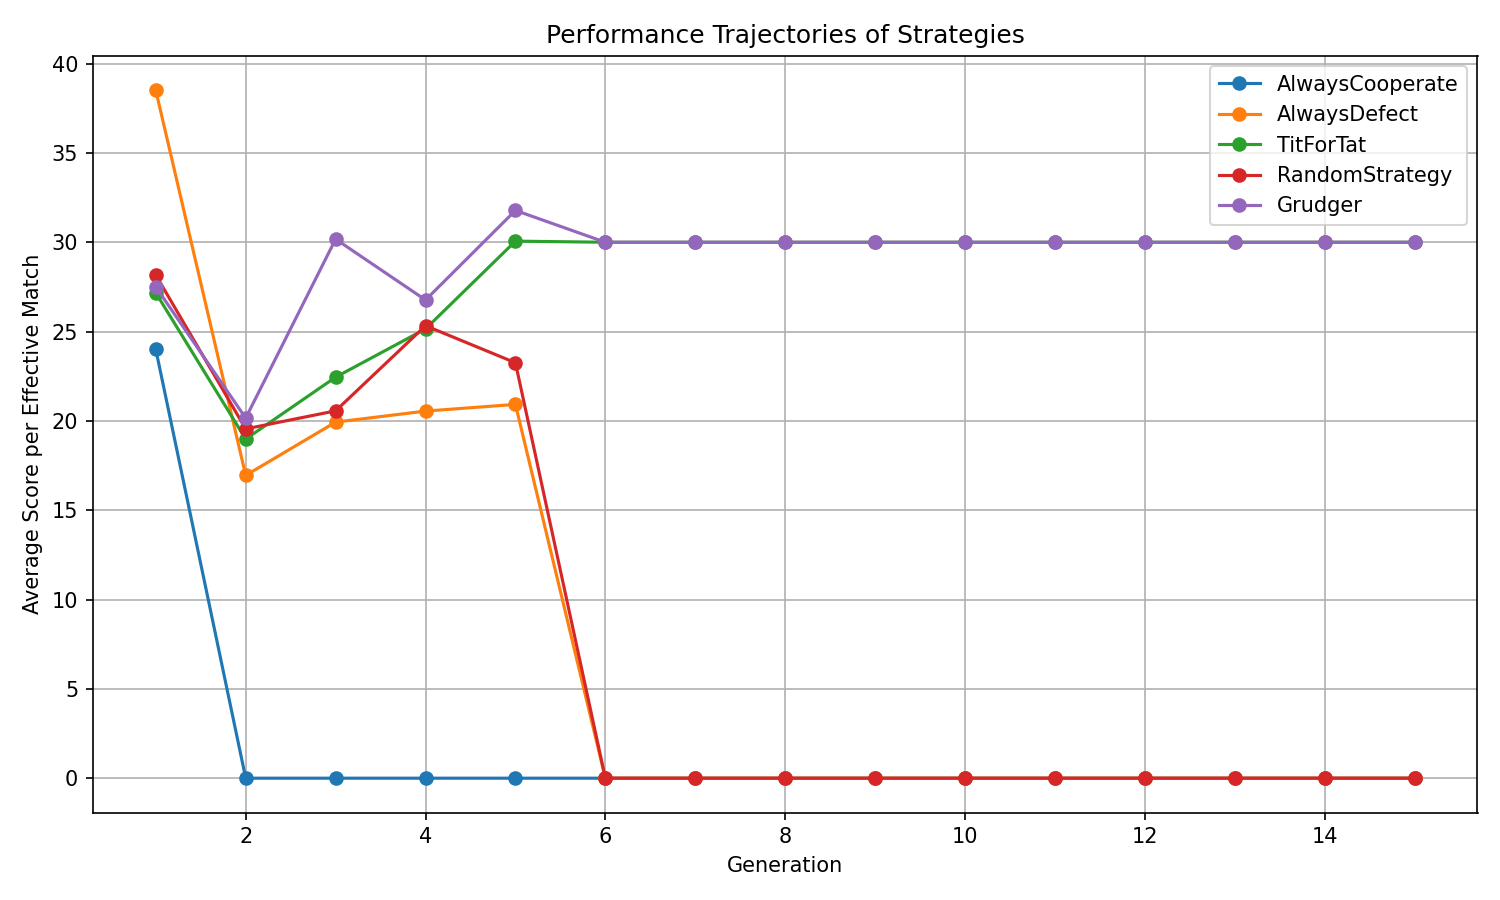 Performance Trajectories of Strategies
40
35
30
25
20
15
10
5
0
Average Score per Effective Match
AlwaysCooperate
AlwaysDefect
TitForTat
RandomStrategy
Grudger
2 4 6 8 10 12 14
Generation